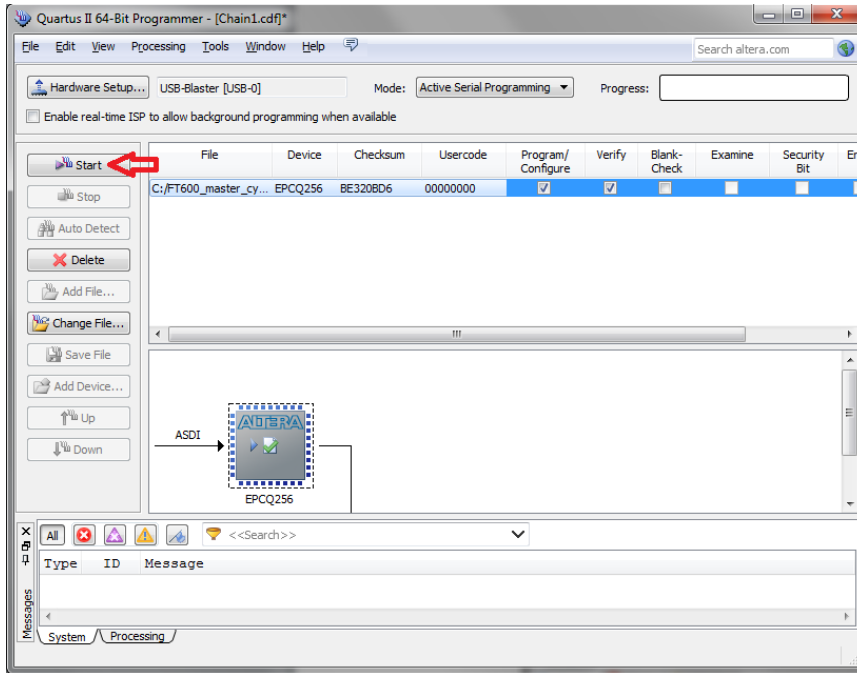 Quartus II 64-Bit Programmer - [Chain1.cdf]*
File Edit View Processing Tools Window Help
Search altera.com
Hardware Setup... USB-Blaster [USB-0] Mode: Active Serial Programming Progress:
Enable real-time ISP to allow background programming when available
Start
Stop
Auto Detect
Delete
Add File...
Change File...
Save File
Add Device...
Up
Down
File Device Checksum Usercode Program/ Configure Verify Blank- Check Examine Security Bit Er
C:/FT600_master_cy... EPCQ256 BE320BD6 00000000
ASDI
ALTERA
EPCQ256
All <<Search>>
Type ID Message
Messages
System Processing